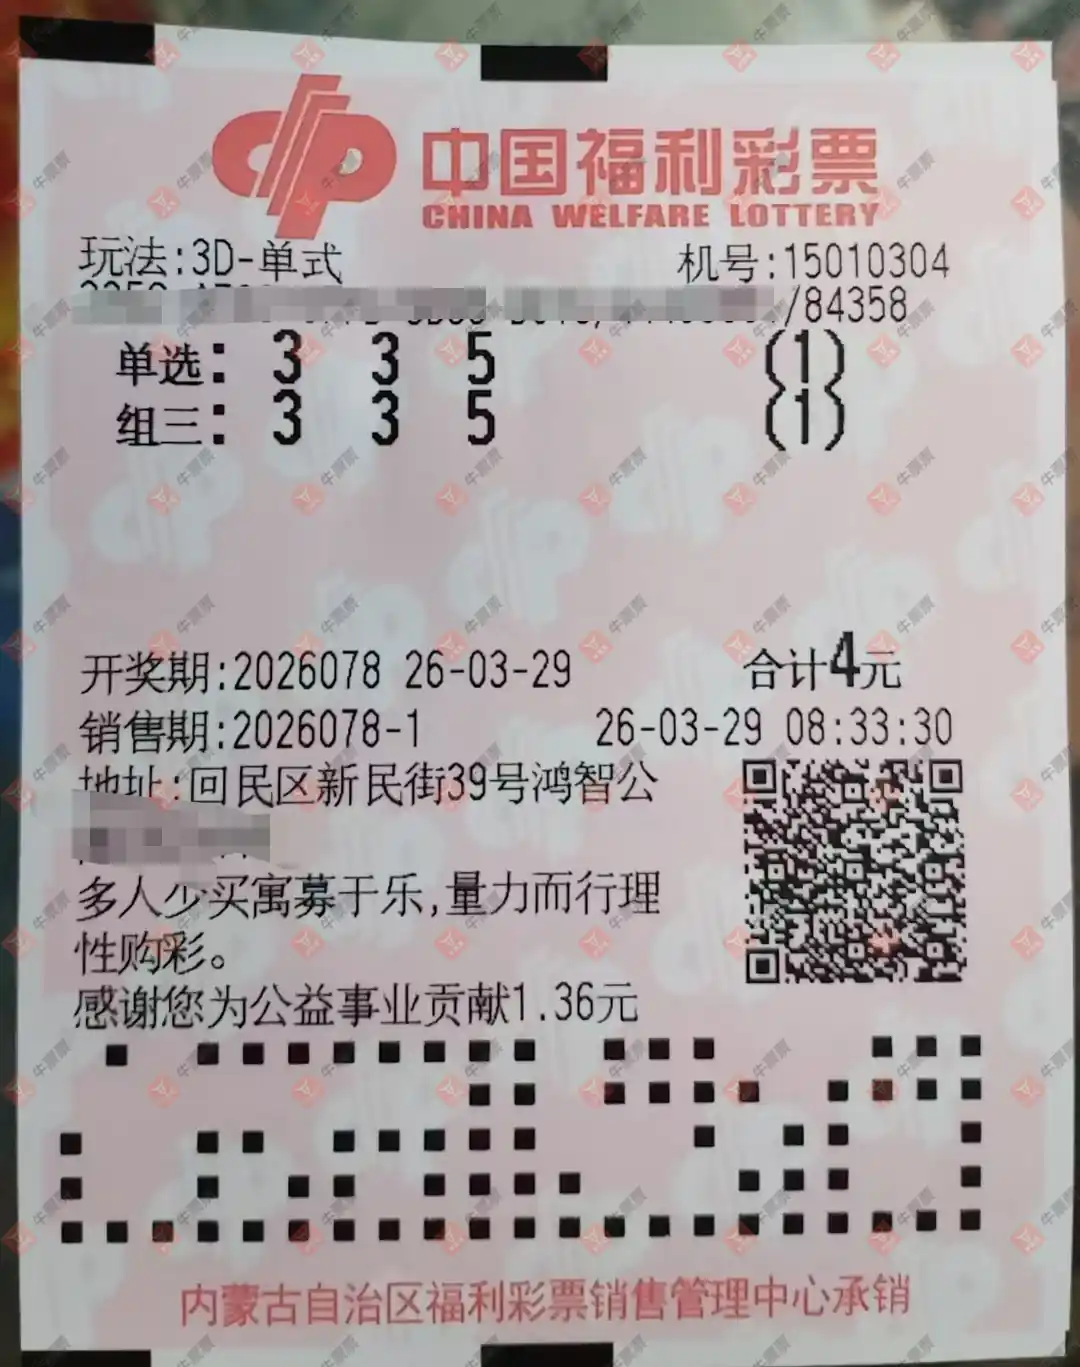 中国福利彩票
CHINA WELFARE LOTTERY
玩法:3D-单式 机号:15010304
/84358
单选: 3 3 5 (1)
组三: 3 3 5 (1)
开奖期:2026078 26-03-29 合计4元
销售期:2026078-1 26-03-29 08:33:30
地址:回民区新民街39号鸿智公
多人少买寓募于乐,量力而行理
性购彩。
感谢您为公益事业贡献1.36元
内蒙古自治区福利彩票销售管理中心承销
牛票票